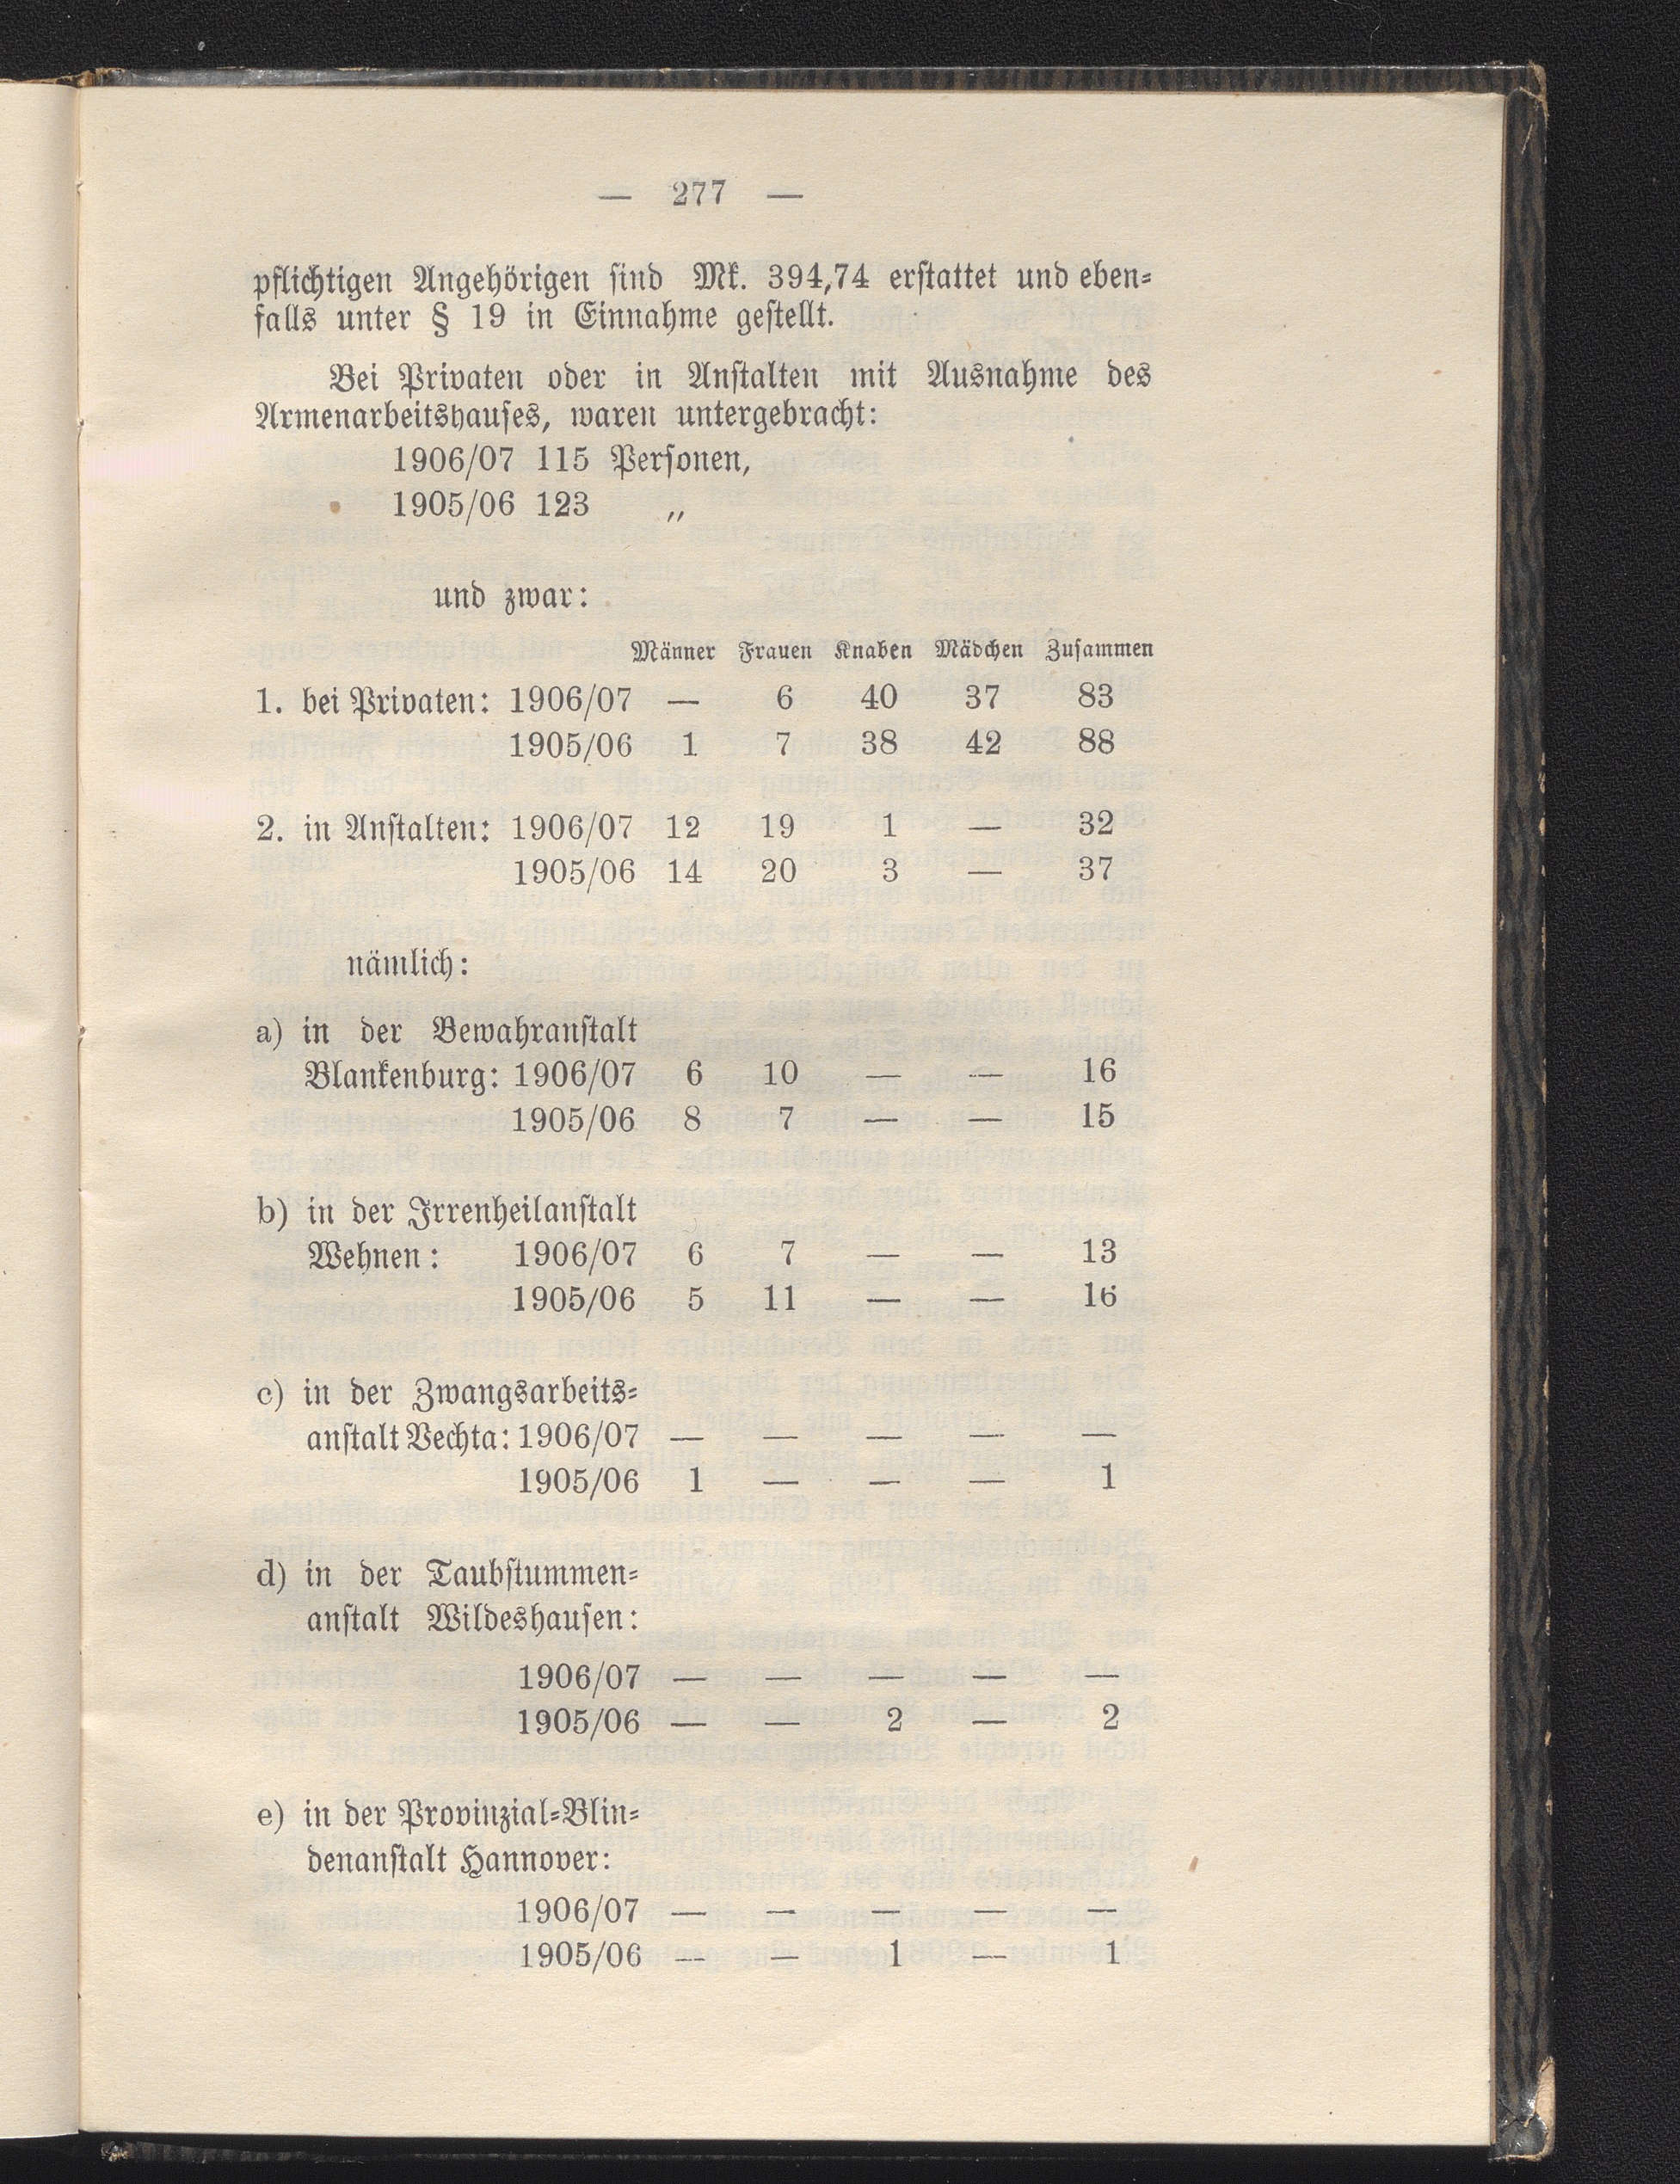 — 277 —
pflichtigen Angehörigen sind Mk. 394,74 erstattet und eben=
falls unter § 19 in Einnahme gestellt.
Bei Privaten oder in Anstalten mit Ausnahme des
Armenarbeitshauses, waren untergebracht:
1906/07 115 Personen,
1905/06 123 „
und zwar:
Männer Frauen Knaben Mädchen Zusammen
1. bei Privaten: 1906/07 — 6 40 37 83
1905/06 1 7 38 42 88
2. in Anstalten: 1906/07 12 19 1 — 32
1905/06 14 20 3 — 37
nämlich:
a) in der Bewahranstalt
Blankenburg: 1906/07 6 10 — — 16
1905/06 8 7 — — 15
b) in der Irrenheilanstalt
Wehnen: 1906/07 6 7 — — 13
1905/06 5 11 — — 16
c) in der Zwangsarbeits=
anstalt Vechta: 1906/07 — — — — —
1905/06 1 — — — 1
d) in der Taubstummen=
anstalt Wildeshausen:
1906/07 — — — — —
1905/06 — — 2 — 2
e) in der Provinzial=Blin=
denanstalt Hannover:
1906/07 — — — — —
1905/06 — — 1 — 1